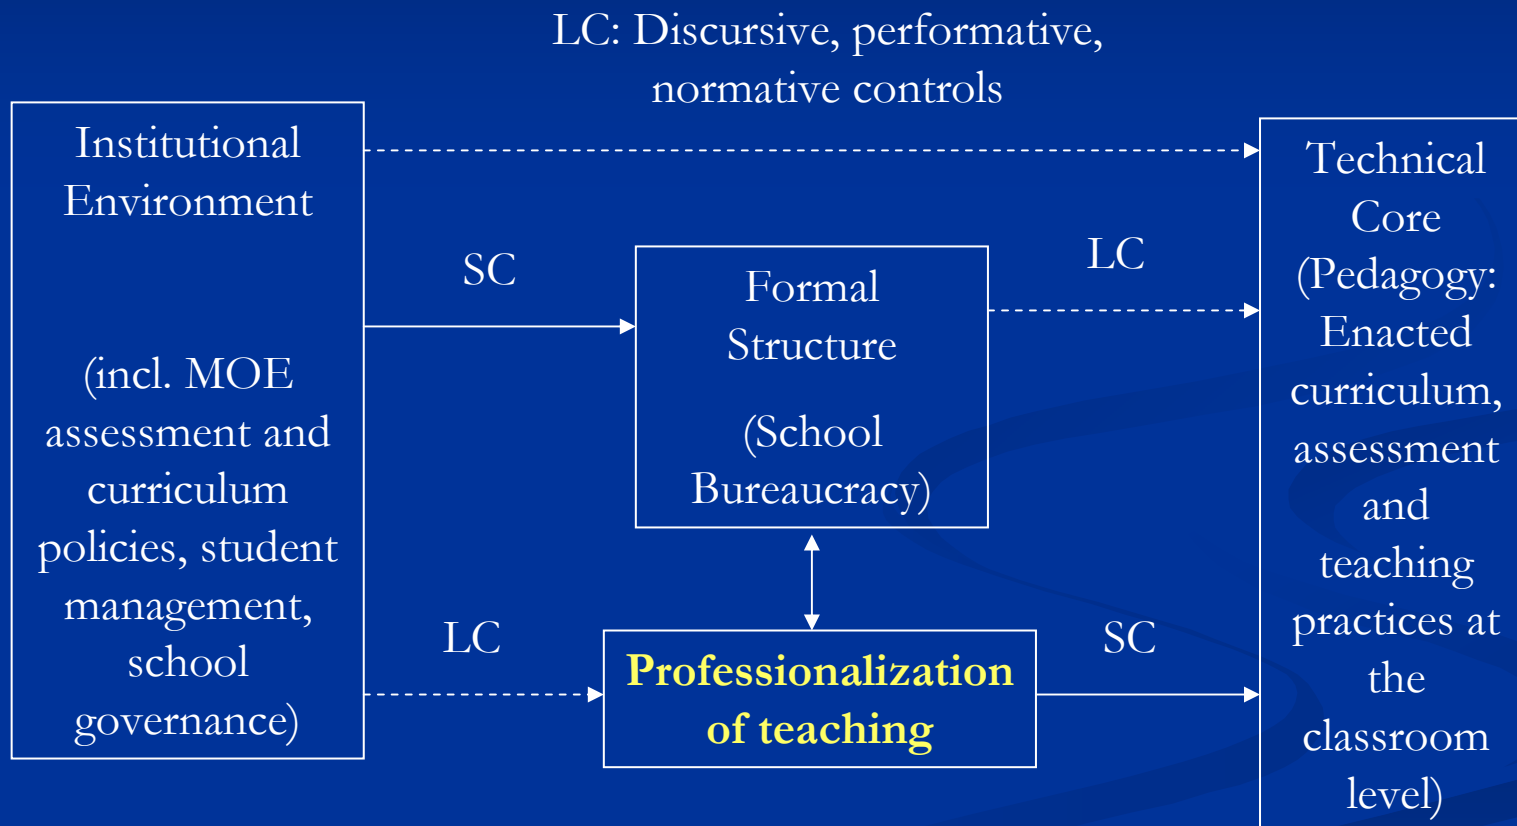 LC: Discursive, performative,
normative controls
Institutional
Environment
(incl. MOE
assessment and
curriculum
policies, student
management,
school
governance)
SC
LC
Formal
Structure
(School
Bureaucracy)
LC
Professionalization
of teaching
SC
Technical
Core
(Pedagogy:
Enacted
curriculum,
assessment
and
teaching
practices at
the
classroom
level)